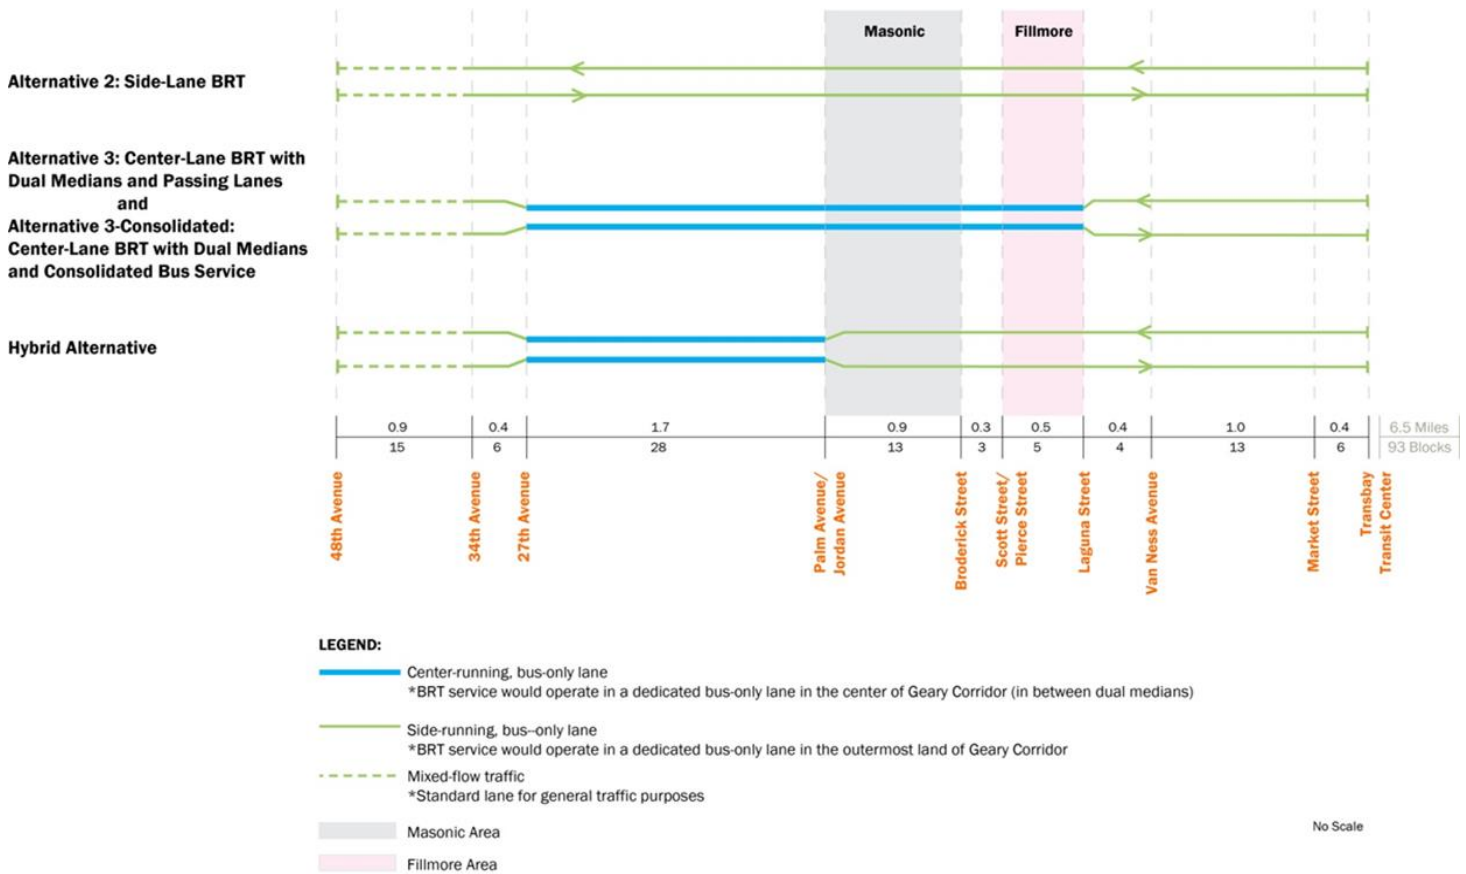 Masonic
Fillmore
Alternative 2: Side-Lane BRT
Alternative 3: Center-Lane BRT with
Dual Medians and Passing Lanes
and
Alternative 3-Consolidated:
Center-Lane BRT with Dual Medians
and Consolidated Bus Service
Hybrid Alternative
0.9 0.4 1.7 0.9 0.3 0.5 0.4 1.0 0.4 6.5 Miles
15 6 28 13 3 5 4 13 6 93 Blocks
48th Avenue
34th Avenue
27th Avenue
Palm Avenue/
Jordan Avenue
Broderick Street
Scott Street/
Pierce Street
Laguna Street
Van Ness Avenue
Market Street
Transbay
Transit Center
LEGEND:
Center-running, bus-only lane
*BRT service would operate in a dedicated bus-only lane in the center of Geary Corridor (in between dual medians)
Side-running, bus--only lane
*BRT service would operate in a dedicated bus-only lane in the outermost land of Geary Corridor
Mixed-flow traffic
*Standard lane for general traffic purposes
Masonic Area
No Scale
Fillmore Area